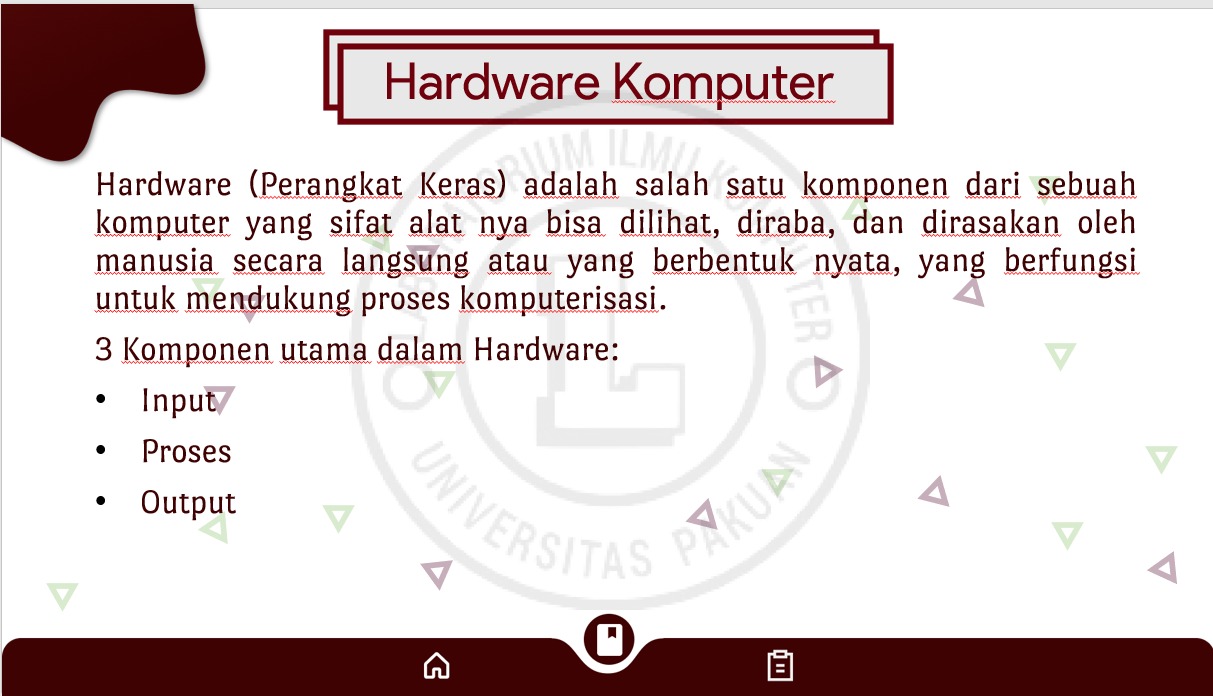 Hardware Komputer
Hardware (Perangkat Keras) adalah salah satu komponen dari sebuah
komputer yang sifat alat nya bisa dilihat, diraba, dan dirasakan oleh
manusia secara langsung atau yang berbentuk nyata, yang berfungsi
untuk mendukung proses komputerisasi.
3 Komponen utama dalam Hardware:
• Input
• Proses
• Output
LABORATORIUM ILMU KOMPUTER
L
UNIVERSITAS PAKUAN